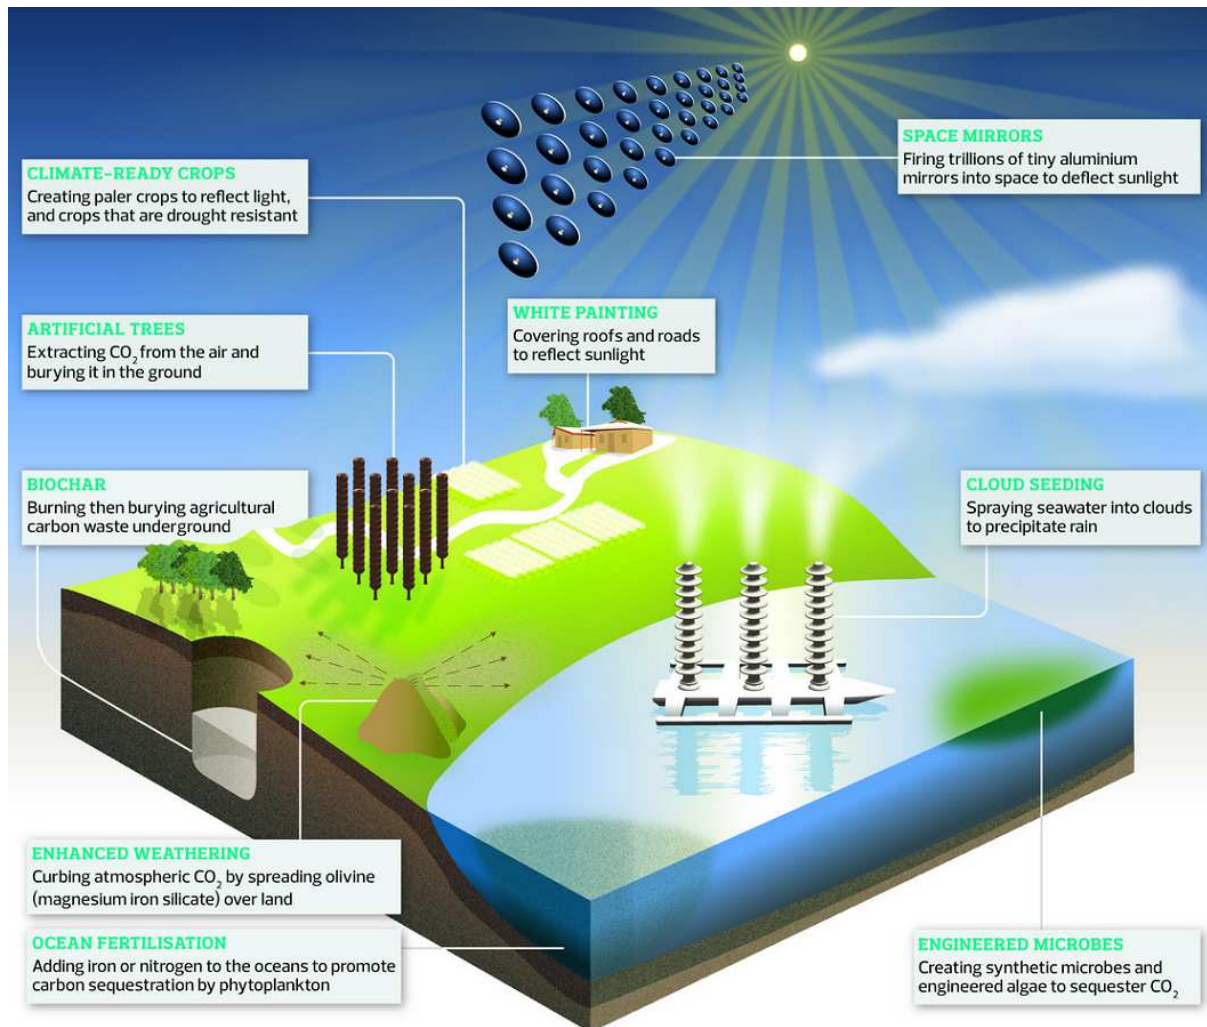 SPACE MIRRORS
Firing trillions of tiny aluminium
mirrors into space to deflect sunlight
CLIMATE-READY CROPS
Creating paler crops to reflect light,
and crops that are drought resistant
WHITE PAINTING
Covering roofs and roads
to reflect sunlight
ARTIFICIAL TREES
Extracting CO₂ from the air and
burying it in the ground
BIOCHAR
Burning then burying agricultural
carbon waste underground
CLOUD SEEDING
Spraying seawater into clouds
to precipitate rain
ENHANCED WEATHERING
Curbing atmospheric CO₂ by spreading olivine
(magnesium iron silicate) over land
OCEAN FERTILISATION
Adding iron or nitrogen to the oceans to promote
carbon sequestration by phytoplankton
ENGINEERED MICROBES
Creating synthetic microbes and
engineered algae to sequester CO₂